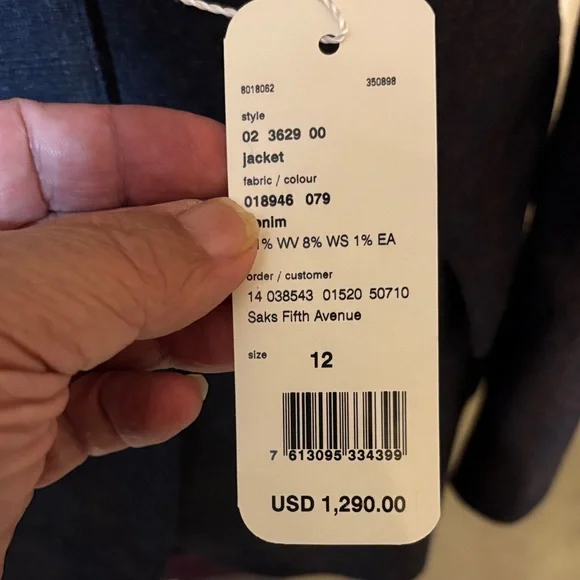 8018062 350898
style
02 3629 00
jacket
fabric / colour
018946 079
1% WV 8% WS 1% EA
order / customer
14 038543 01520 50710
Saks Fifth Avenue
size 12
7 613095 334399
USD 1,290.00